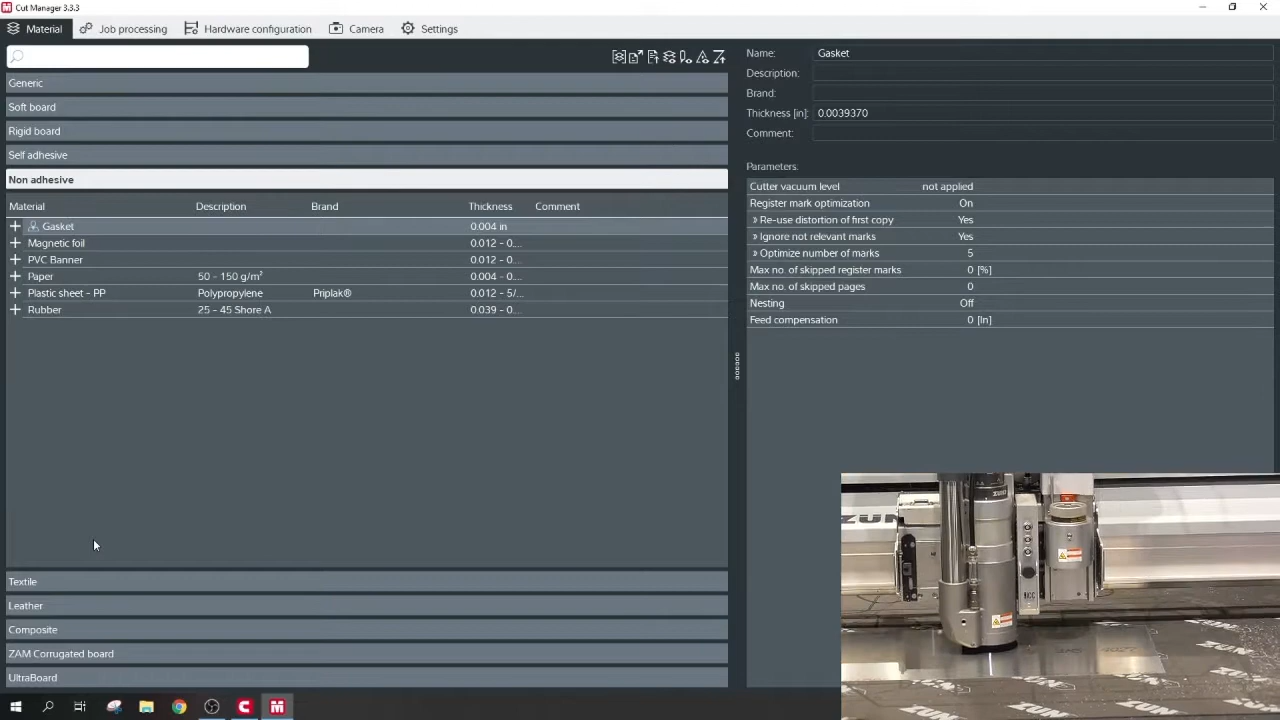 Cut Manager 3.3.3
Material
Job processing
Hardware configuration
Camera
Settings
Generic
Soft board
Rigid board
Self adhesive
Non adhesive
Material Description Brand Thickness Comment
Gasket 0.004 in
Magnetic foil 0.012 - 0...
PVC Banner 0.012 - 0...
Paper 50 - 150 g/m² 0.004 - 0...
Plastic sheet - PP Polypropylene Priplak® 0.012 - 5/...
Rubber 25 - 45 Shore A 0.039 - 0...
Textile
Leather
Composite
ZAM Corrugated board
UltraBoard
Name: Gasket
Description:
Brand:
Thickness [in]: 0.0039370
Comment:
Parameters.
Cutter vacuum level not applied
Register mark optimization On
» Re-use distortion of first copy Yes
» Ignore not relevant marks Yes
» Optimize number of marks 5
Max no. of skipped register marks 0 [%]
Max no. of skipped pages 0
Nesting Off
Feed compensation 0 [In]
ZUN
ZUN
ZUN
ZUN
ZUN
ZUN